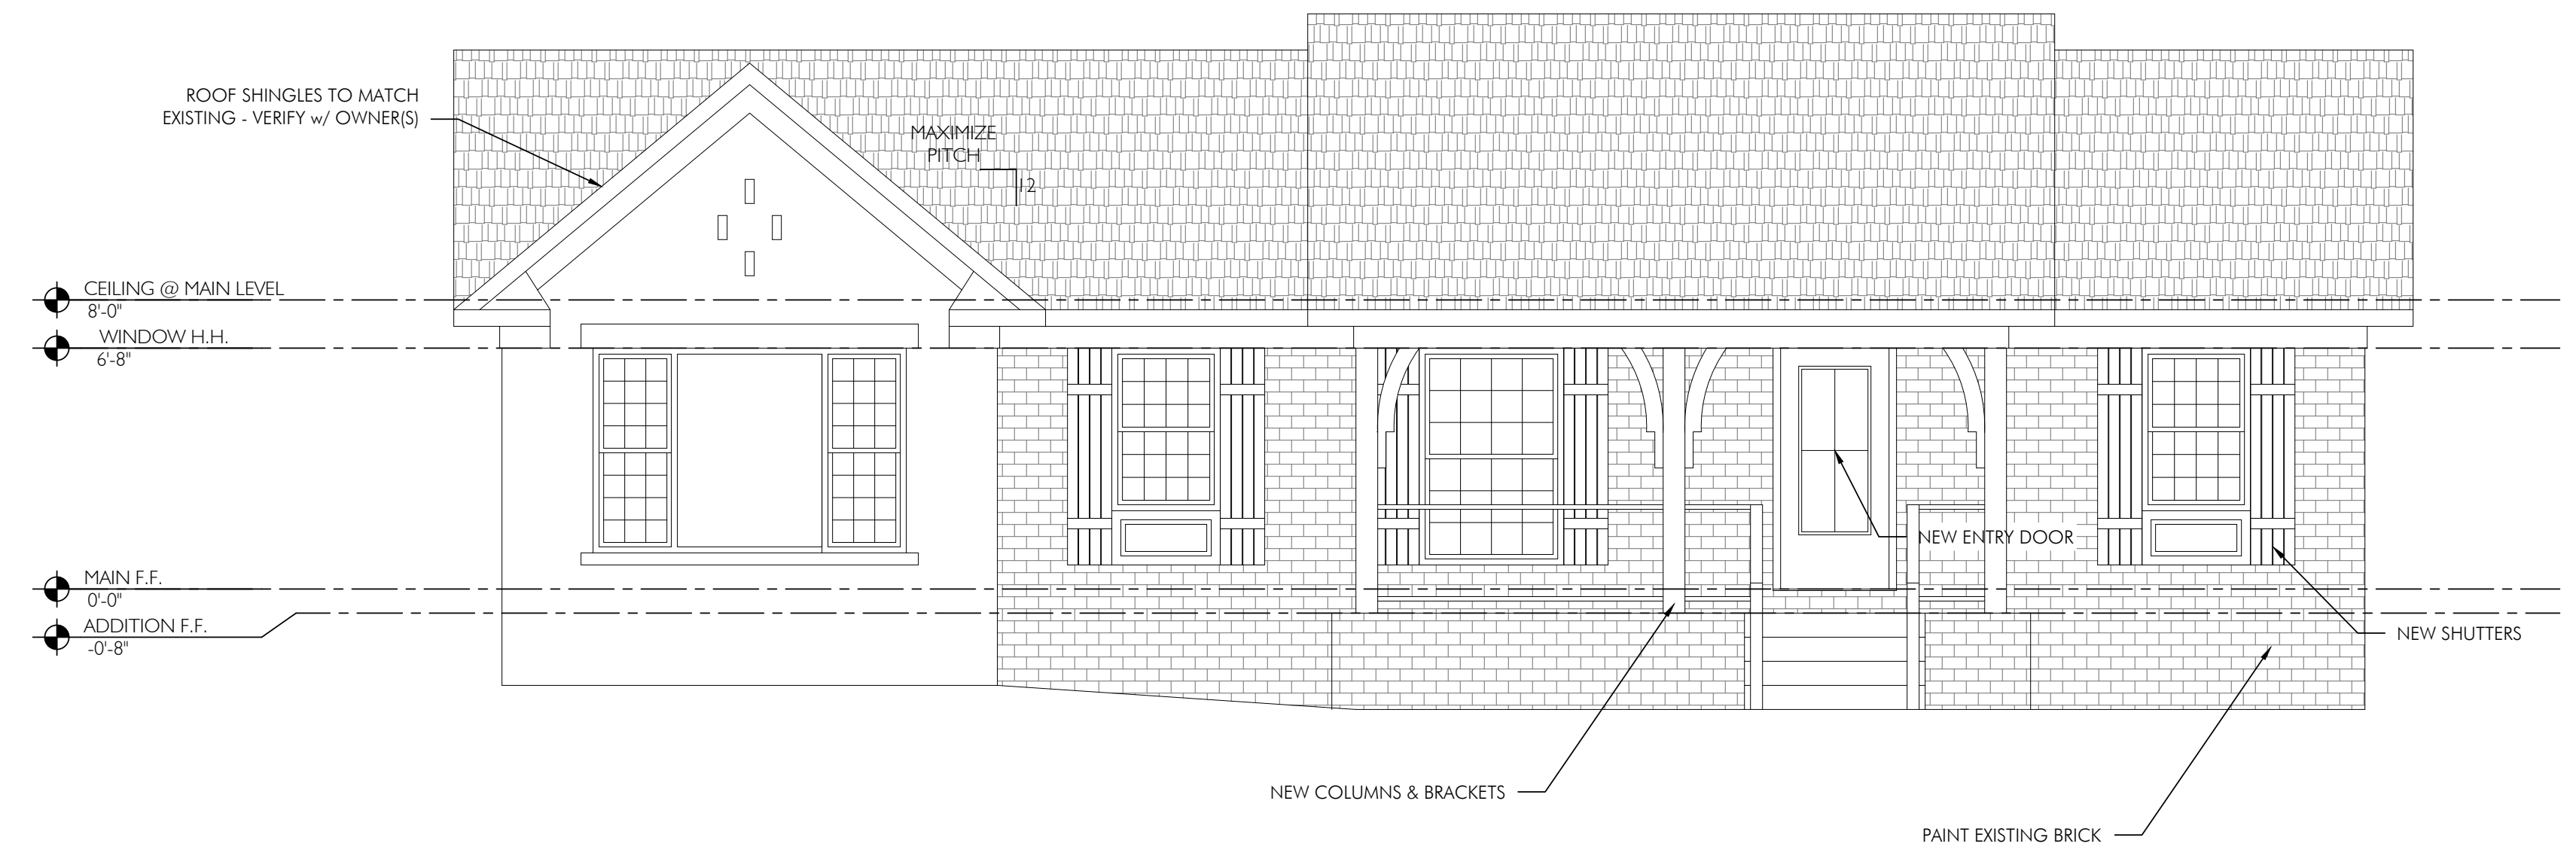 ROOF SHINGLES TO MATCH
EXISTING - VERIFY w/ OWNER(S)
MAXIMIZE
PITCH
12
CEILING @ MAIN LEVEL
8'-0"
WINDOW H.H.
6'-8"
NEW ENTRY DOOR
MAIN F.F.
0'-0"
ADDITION F.F.
-0'-8"
NEW SHUTTERS
NEW COLUMNS & BRACKETS
PAINT EXISTING BRICK